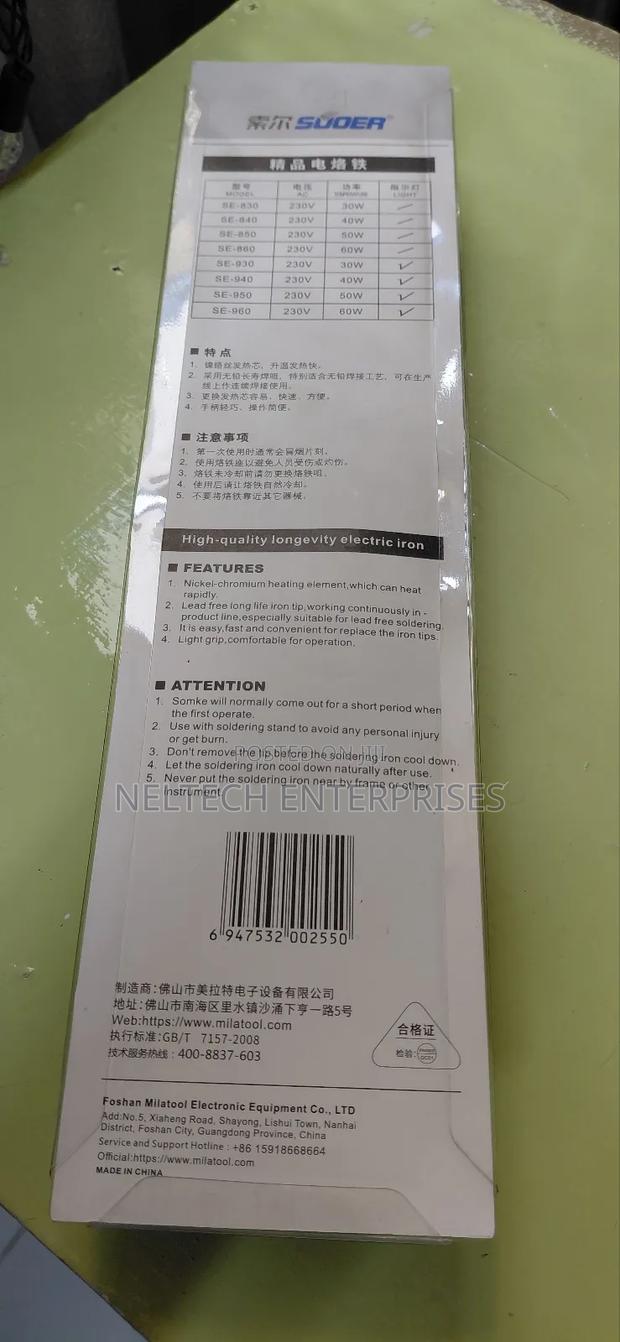 索尔 SUOER®
精品电烙铁
型号 电压 功率 指示灯
MODEL AC LIGHT
SE-830 230V 30W —
SE-840 230V 40W —
SE-850 230V 50W —
SE-860 230V 60W —
SE-930 230V 30W ✓
SE-940 230V 40W ✓
SE-950 230V 50W ✓
SE-960 230V 60W ✓
■ 特点
1. 镍铬丝发热芯，升温发热快。
2. 采用无铅长寿焊咀，特别适合无铅焊接工艺，可在生产
线上作连续焊接使用。
3. 更换发热芯容易、快速、方便。
4. 手柄轻巧、操作简便。
■ 注意事项
1. 第一次使用时通常会冒烟片刻。
2. 使用烙铁座以避免人员受伤或灼伤。
3. 烙铁未冷却前请勿更换烙铁咀。
4. 使用后请让烙铁自然冷却。
5. 不要将烙铁靠近其它器械。
High-quality longevity electric iron
■ FEATURES
1. Nickel-chromium heating element,which can heat
rapidly.
2. Lead free long life iron tip,working continuously in -
product line,especially suitable for lead free soldering.
3. It is easy,fast and convenient for replace the iron tips.
4. Light grip,comfortable for operation.
■ ATTENTION
1. Somke will normally come out for a short period when
the first operate.
2. Use with soldering stand to avoid any personal injury
or get burn.
3. Don't remove the tip before the soldering iron cool down.
POSTED ON JIJI
4. Let the soldering iron cool down naturally after use.
5. Never put the soldering iron near by frame or other
instrument.
NELTECH ENTERPRISES
6 947532 002550
制造商:佛山市美拉特电子设备有限公司
地址:佛山市南海区里水镇沙涌下亨一路5号
Web:https://www.milatool.com
执行标准:GB/T 7157-2008
技术服务热线：400-8837-603
合格证
检验:
Foshan Milatool Electronic Equipment Co., LTD
Add:No.5, Xiaheng Road, Shayong, Lishui Town, Nanhai
District, Foshan City, Guangdong Province, China
Service and Support Hotline : +86 15918668664
Official:https://www.milatool.com
MADE IN CHINA